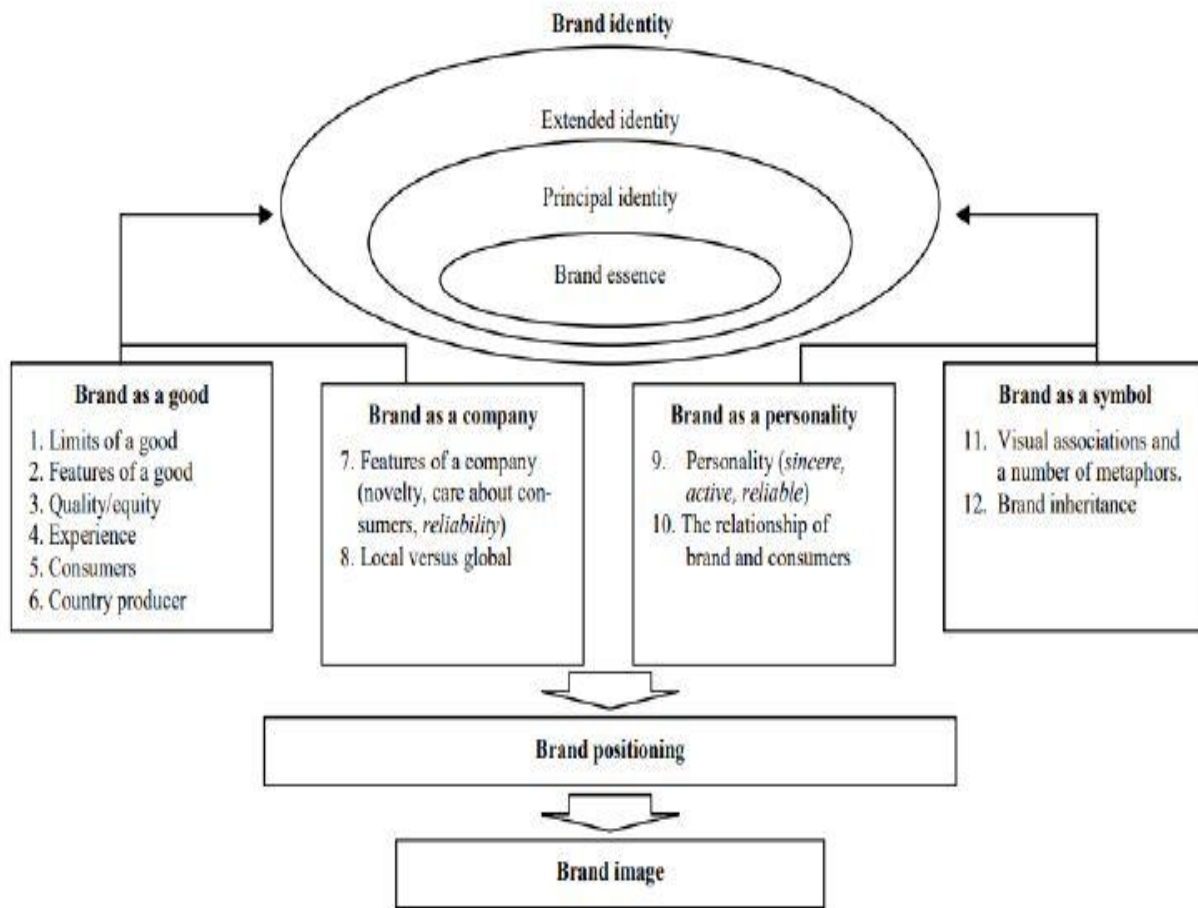 Brand identity
Extended identity
Principal identity
Brand essence
Brand as a good
1. Limits of a good
2. Features of a good
3. Quality/equity
4. Experience
5. Consumers
6. Country producer
Brand as a company
7. Features of a company
(novelty, care about con-
sumers, reliability)
8. Local versus global
Brand as a personality
9. Personality (sincere,
active, reliable)
10. The relationship of
brand and consumers
Brand as a symbol
11. Visual associations and
a number of metaphors.
12. Brand inheritance
Brand positioning
Brand image